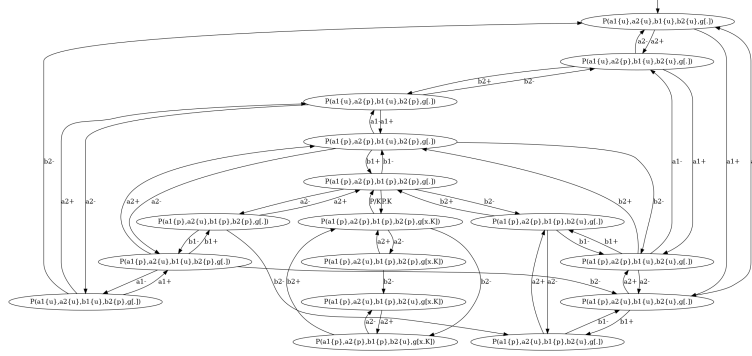 P(a1{u},a2{u},b1{u},b2{u},g[.])
a2- a2+
P(a1{u},a2{p},b1{u},b2{u},g[.])
b2+
b2-
P(a1{u},a2{p},b1{u},b2{p},g[.])
a1- a1+
P(a1{p},a2{p},b1{u},b2{p},g[.])
b2- b1+ b1- a1- a1+
P(a1{p},a2{p},b1{p},b2{p},g[.])
a2+ a2- a2- a2+ P/K P.K b2+ b2- b2+ b2-
a2+ a2-
P(a1{p},a2{u},b1{p},b2{p},g[.]) P(a1{p},a2{p},b1{p},b2{p},g[x.K]) P(a1{p},a2{p},b1{p},b2{u},g[.])
b1- b1+ a2+ a2- b1- b1+
P(a1{p},a2{u},b1{u},b2{p},g[.]) P(a1{p},a2{u},b1{p},b2{p},g[x.K]) P(a1{p},a2{p},b1{u},b2{u},g[.])
a1- a1+ b2+ b2- b2- b2- a2+ a2- b2- a2+ a2-
P(a1{u},a2{u},b1{u},b2{p},g[.]) P(a1{p},a2{u},b1{p},b2{u},g[x.K]) P(a1{p},a2{u},b1{u},b2{u},g[.])
a2- a2+ b1- b1+
P(a1{p},a2{p},b1{p},b2{u},g[x.K]) P(a1{p},a2{u},b1{p},b2{u},g[.])